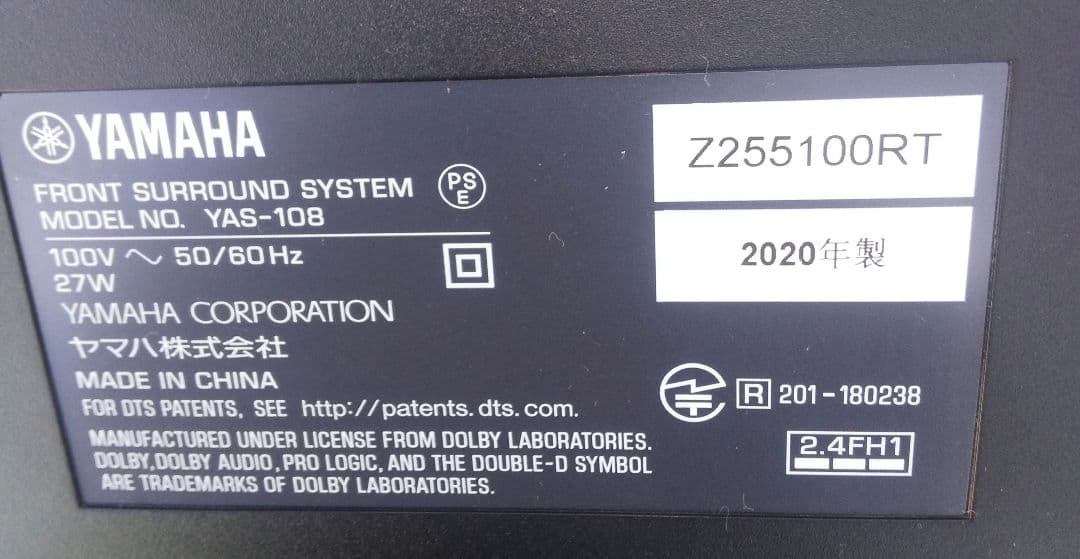 YAMAHA
FRONT SURROUND SYSTEM
PSE
MODEL NO. YAS-108
100V ~ 50/60Hz
27W
YAMAHA CORPORATION
ヤマハ株式会社
MADE IN CHINA
FOR DTS PATENTS, SEE http://patents.dts.com.
MANUFACTURED UNDER LICENSE FROM DOLBY LABORATORIES.
DOLBY,DOLBY AUDIO,PRO LOGIC,AND THE DOUBLE-D SYMBOL
ARE TRADEMARKS OF DOLBY LABORATORIES.
Z255100RT
2020年製
R 201-180238
2.4FH1